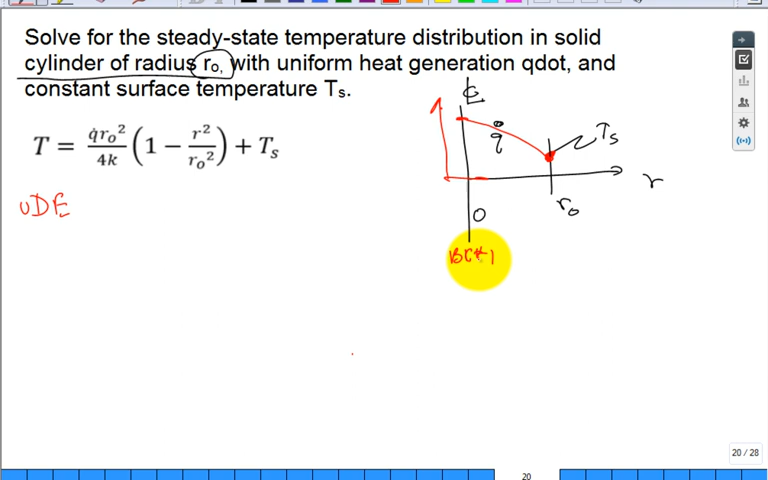 Solve for the steady-state temperature distribution in solid
cylinder of radius r₀, with uniform heat generation qdot, and
constant surface temperature Tₛ.
T = q̇r₀²/4k (1 − r²/r₀²) + Tₛ
ODE
℄
q̇
Tₛ
r
0
r₀
BC#1
20 / 28
20